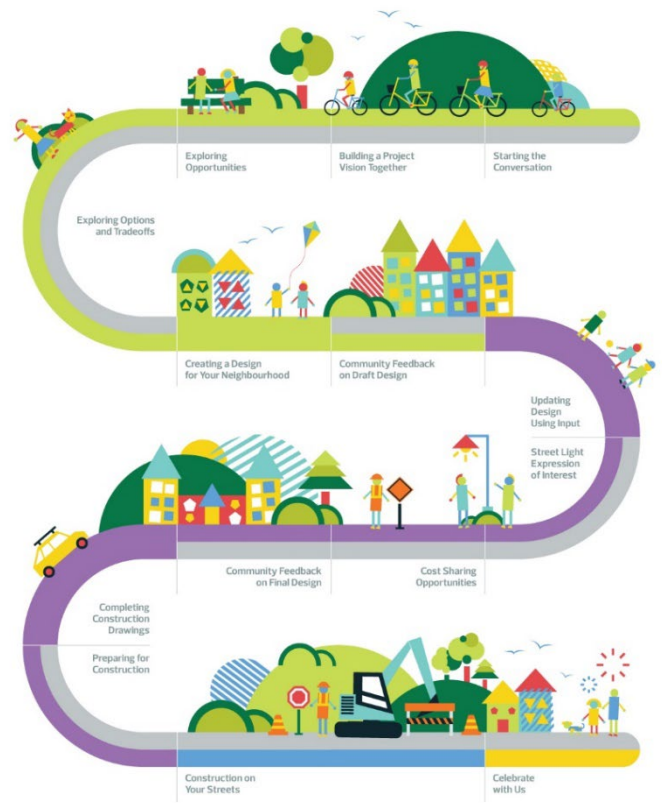 Exploring
Opportunities
Building a Project
Vision Together
Starting the
Conversation
Exploring Options
and Tradeoffs
Creating a Design
for Your Neighbourhood
Community Feedback
on Draft Design
Updating
Design
Using Input
Street Light
Expression
of Interest
Community Feedback
on Final Design
Cost Sharing
Opportunities
Completing
Construction
Drawings
Preparing for
Construction
Construction on
Your Streets
Celebrate
with Us